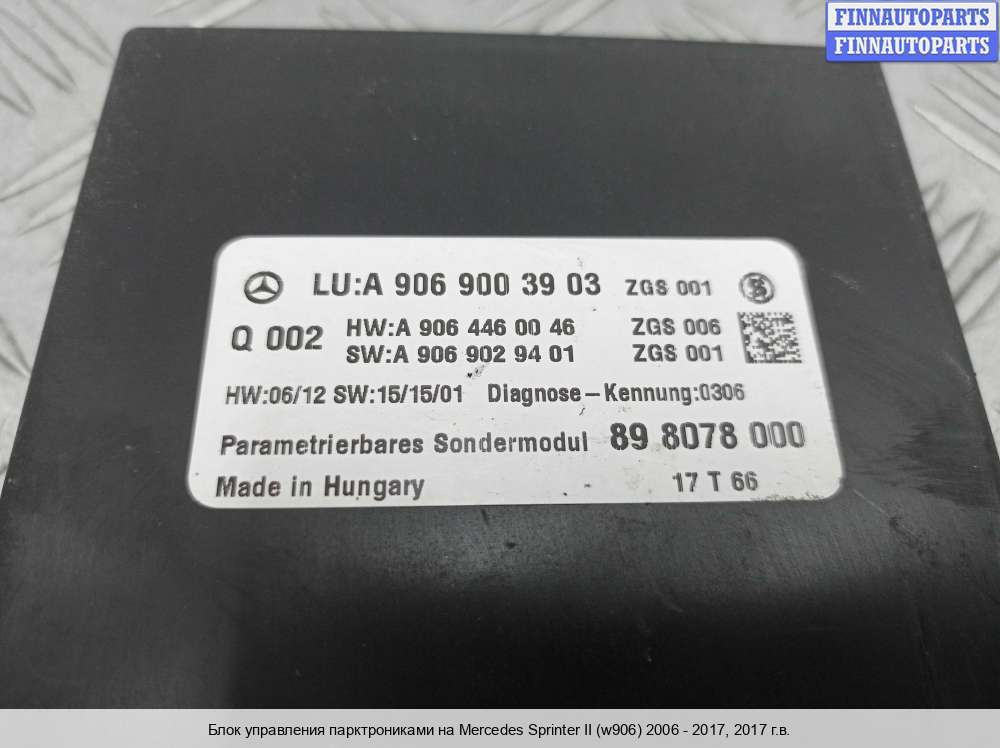 FINNAUTOPARTS
FINNAUTOPARTS
LU:A 906 900 39 03 ZGS 001
Q 002
HW:A 906 446 00 46 ZGS 006
SW:A 906 902 94 01 ZGS 001
HW:06/12 SW:15/15/01 Diagnose-Kennung:0306
Parametrierbares Sondermodul 89 8078 000
Made in Hungary 17 T 66
Блок управления парктрониками на Mercedes Sprinter II (w906) 2006 - 2017, 2017 г.в.